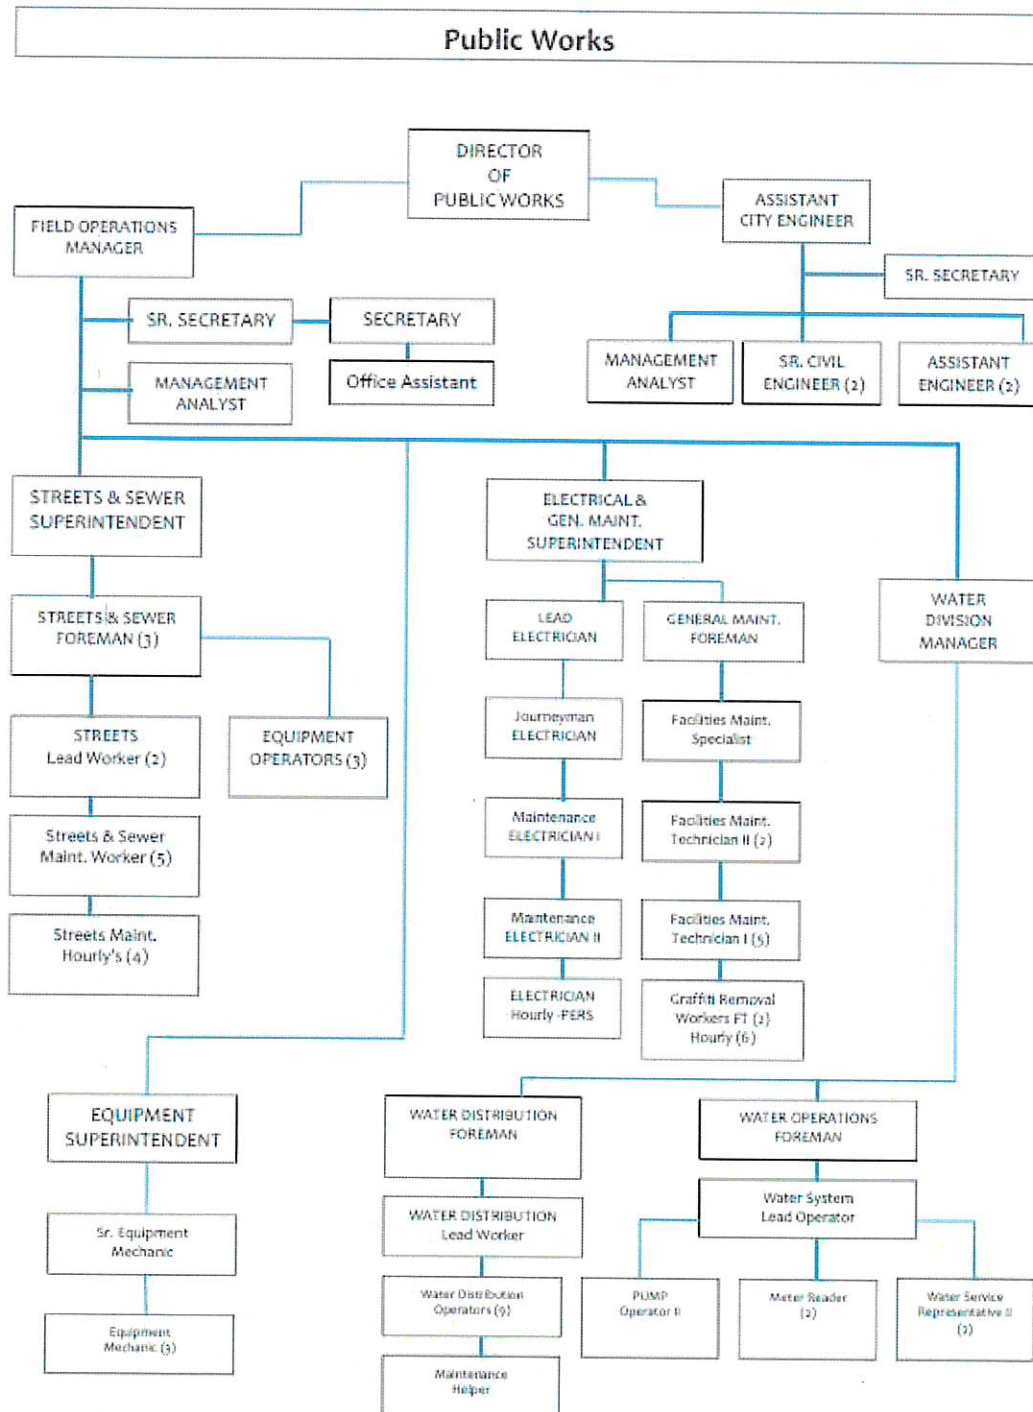 Public Works
DIRECTOR
OF
PUBLIC WORKS
FIELD OPERATIONS
MANAGER
ASSISTANT
CITY ENGINEER
SR. SECRETARY
SR. SECRETARY
SECRETARY
MANAGEMENT
ANALYST
Office Assistant
MANAGEMENT
ANALYST
SR. CIVIL
ENGINEER (2)
ASSISTANT
ENGINEER (2)
STREETS & SEWER
SUPERINTENDENT
ELECTRICAL &
GEN. MAINT.
SUPERINTENDENT
WATER
DIVISION
MANAGER
STREETS & SEWER
FOREMAN (3)
LEAD
ELECTRICIAN
GENERAL MAINT.
FOREMAN
STREETS
Lead Worker (2)
EQUIPMENT
OPERATORS (3)
Journeyman
ELECTRICIAN
Facilities Maint.
Specialist
Streets & Sewer
Maint. Worker (5)
Maintenance
ELECTRICIAN I
Facilities Maint.
Technician II (2)
Streets Maint.
Hourly's (4)
Maintenance
ELECTRICIAN II
Facilities Maint.
Technician I (5)
ELECTRICIAN
Hourly -PERS
Graffiti Removal
Workers FT (2)
Hourly (6)
EQUIPMENT
SUPERINTENDENT
WATER DISTRIBUTION
FOREMAN
WATER OPERATIONS
FOREMAN
Sr. Equipment
Mechanic
WATER DISTRIBUTION
Lead Worker
Water System
Lead Operator
Equipment
Mechanic (3)
Water Distribution
Operators (9)
PUMP
Operator II
Meter Reader
(2)
Water Service
Representative II
(2)
Maintenance
Helper